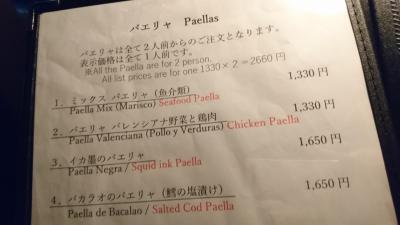 パエリャ　Paellas
パエリャは全て２人前からのご注文となります。
表示価格は全て１人前です。
※All the Paella are for 2 person.
All list prices are for one 1330×２＝2660円
1,330 円
１．ミックス パエリャ（魚介類）
Paella Mix (Marisco) Seafood Paella
1,330 円
２．パエリャ バレンシアナ野菜と鶏肉
Paella Valenciana (Pollo y Verduras) Chicken Paella
1,650 円
３．イカ墨のパエリャ
Paella Negra / Squid ink Paella
1,650 円
４．バカラオのパエリャ（鱈の塩漬け）
Paella de Bacalao / Salted Cod Paella